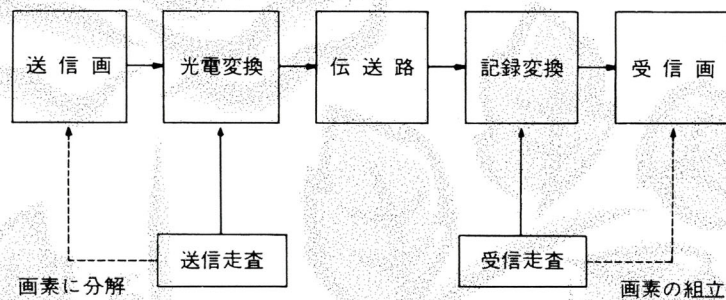 送信画
光電変換
伝送路
記録変換
受信画
送信走査
受信走査
画素に分解
画素の組立